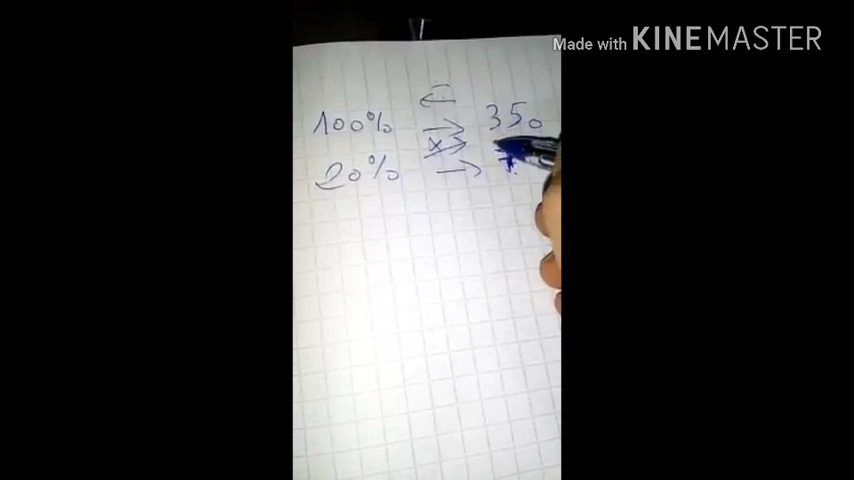 Made with KINEMASTER
÷
←
100% → 350
×
→
20% →